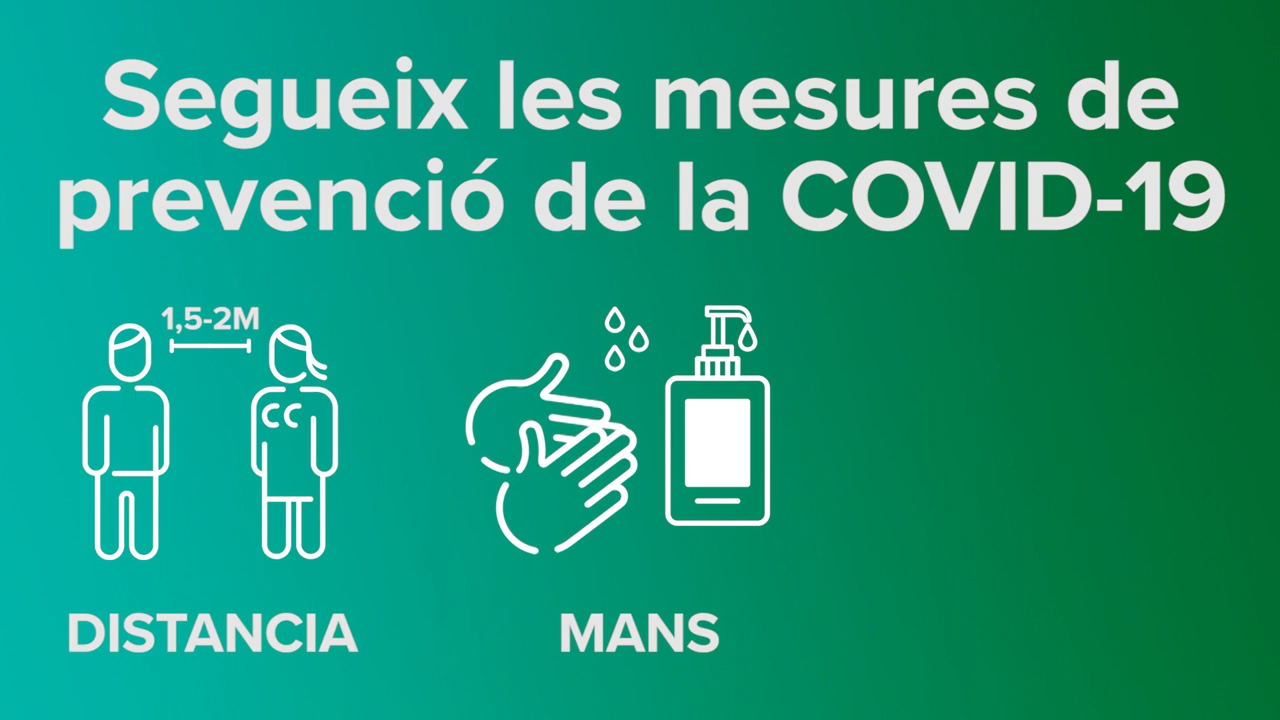 Segueix les mesures de
prevenció de la COVID-19
1,5-2M
DISTANCIA
MANS